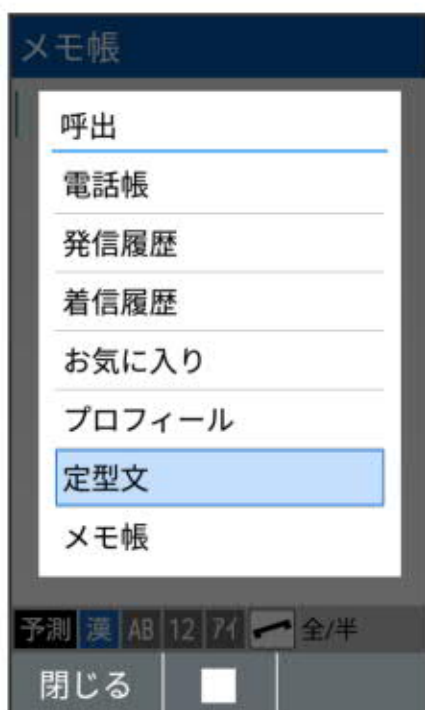 メモ帳
呼出
電話帳
発信履歴
着信履歴
お気に入り
プロフィール
定型文
メモ帳
予測 漢 AB 12 ｱｲ 全/半
閉じる